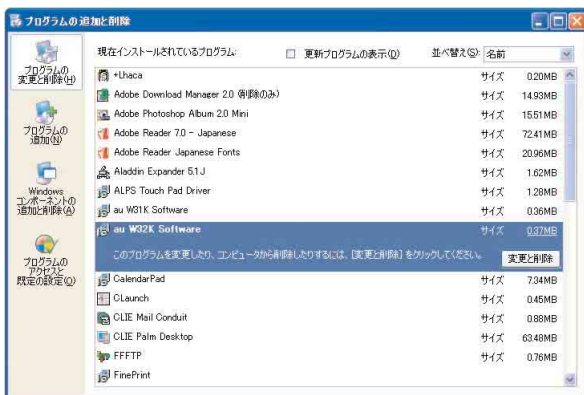 プログラムの追加と削除
プログラムの
変更と削除(H)
プログラムの
追加(N)
Windows
コンポーネントの
追加と削除(A)
プログラムの
アクセスと
既定の設定(O)
現在インストールされているプログラム:
更新プログラムの表示(D)
並べ替え(S): 名前
+Lhaca サイズ 0.20MB
Adobe Download Manager 2.0 (削除のみ) サイズ 14.93MB
Adobe Photoshop Album 2.0 Mini サイズ 15.51MB
Adobe Reader 7.0 - Japanese サイズ 72.41MB
Adobe Reader Japanese Fonts サイズ 20.96MB
Aladdin Expander 5.1J サイズ 1.62MB
ALPS Touch Pad Driver サイズ 1.28MB
au W31K Software サイズ 0.36MB
au W32K Software サイズ 0.37MB
このプログラムを変更したり、コンピュータから削除したりするには、[変更と削除] をクリックしてください。 変更と削除
CalendarPad サイズ 7.34MB
CLaunch サイズ 0.45MB
CLIE Mail Conduit サイズ 0.88MB
CLIE Palm Desktop サイズ 63.48MB
FFFTP サイズ 0.76MB
FinePrint